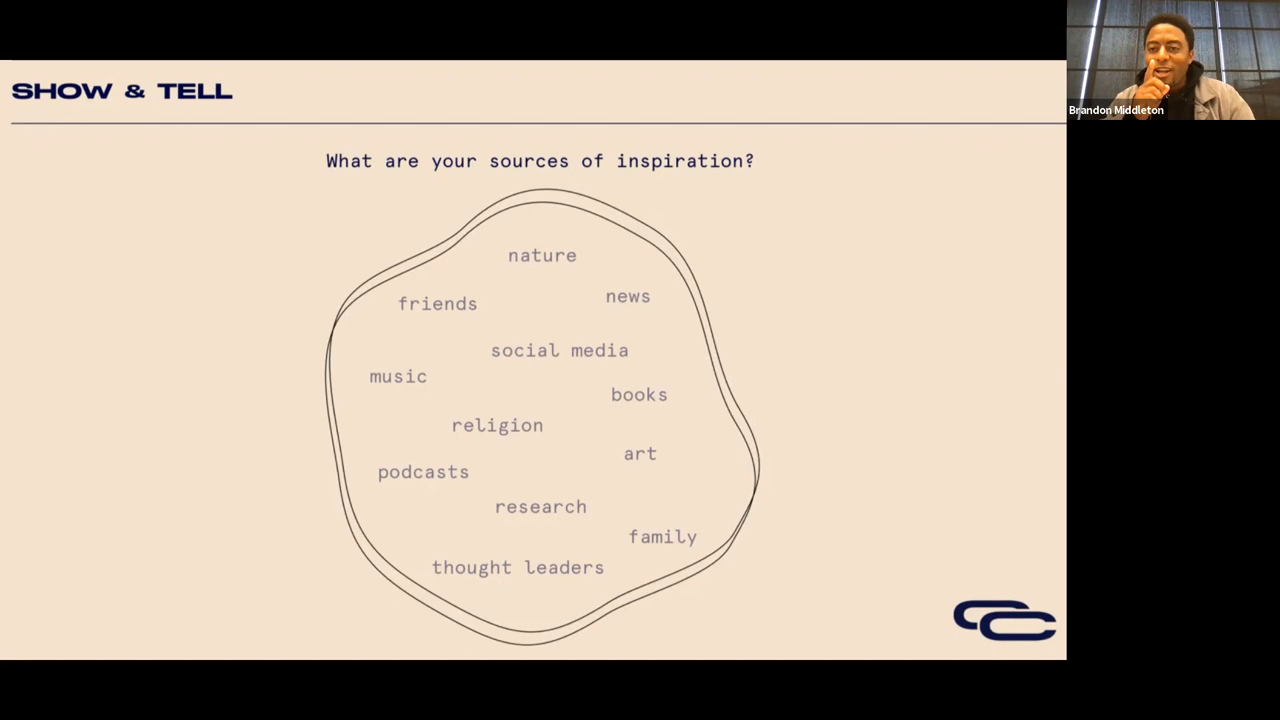 SHOW & TELL
Brandon Middleton
What are your sources of inspiration?
nature
news
friends
social media
music
books
religion
art
podcasts
research
family
thought leaders